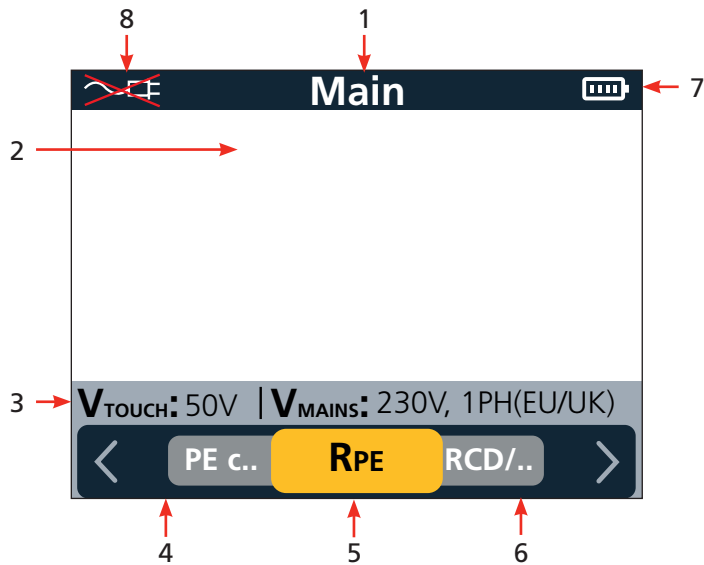 8 1
Main
7
2
3
VTOUCH: 50V | VMAINS: 230V, 1PH(EU/UK)
< PE c.. RPE RCD/.. >
4 5 6